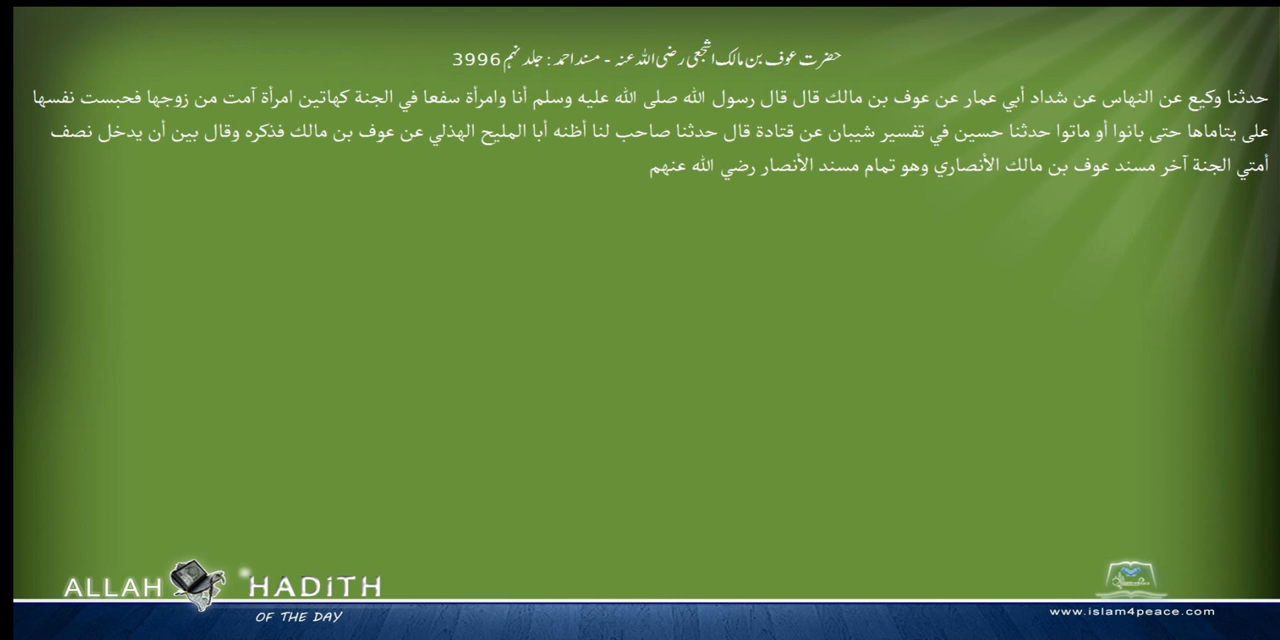 حضرت عوف بن مالک اشجعی رضی اللہ عنہ - مسند احمد : جلد نہم 3996
حدثنا وكيع عن النهاس عن شداد أبي عمار عن عوف بن مالك قال قال رسول الله صلى الله عليه وسلم أنا وامرأة سفعا في الجنة كهاتين امرأة آمت من زوجها فحبست نفسها
على يتاماها حتى بانوا أو ماتوا حدثنا حسين في تفسير شيبان عن قتادة قال حدثنا صاحب لنا أظنه أبا المليح الهذلي عن عوف بن مالك فذكره وقال بين أن يدخل نصف
أمتي الجنة آخر مسند عوف بن مالك الأنصاري وهو تمام مسند الأنصار رضي الله عنهم
ALLAH HADITH
OF THE DAY
www.islam4peace.com